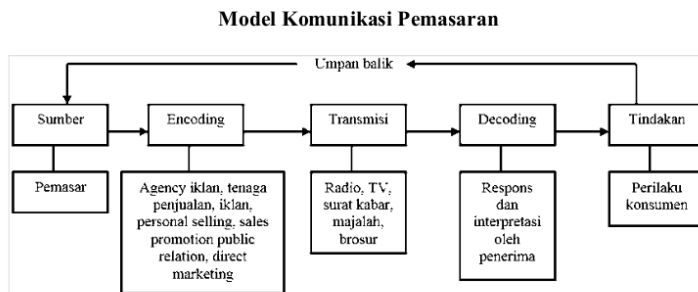 Model Komunikasi Pemasaran
Umpan balik
Sumber
Encoding
Transmisi
Decoding
Tindakan
Pemasar
Agency iklan, tenaga
penjualan, iklan,
personal selling, sales
promotion public
relation, direct
marketing
Radio, TV,
surat kabar,
majalah,
brosur
Respons
dan
interpretasi
oleh
penerima
Perilaku
konsumen